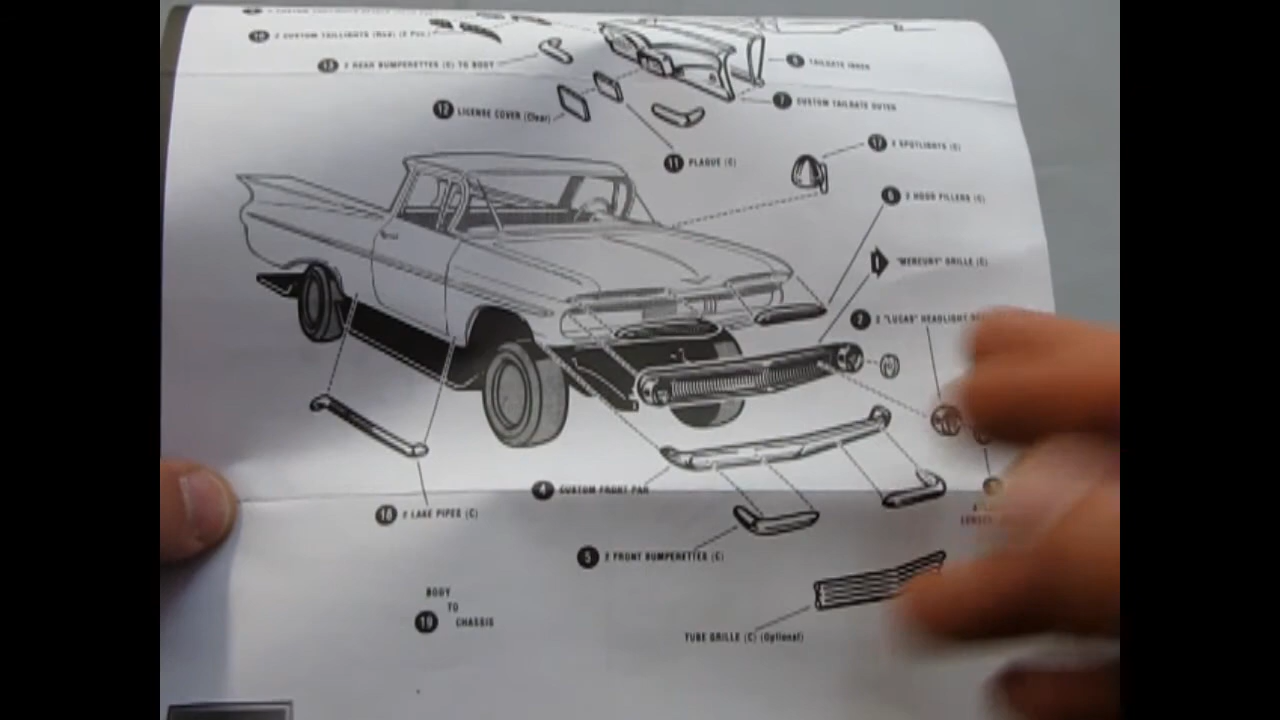 16 2 CUSTOM TAILLIGHTS (Red) (2 Pcs.)
13 2 REAR BUMPERETTES (C) TO BODY
TAILGATE INNER
7 CUSTOM TAILGATE OUTER
12 LICENSE COVER (Clear)
11 PLAQUE (C)
17 2 SPOTLIGHTS (C)
6 2 HOOD FILLERS (C)
1 "MERCURY" GRILLE (C)
2 2 "LUCAS" HEADLIGHT
4 CUSTOM FRONT PAN
18 2 LAKE PIPES (C)
5 2 FRONT BUMPERETTES (C)
BODY
TO
19 CHASSIS
TUBE GRILLE (C) (Optional)